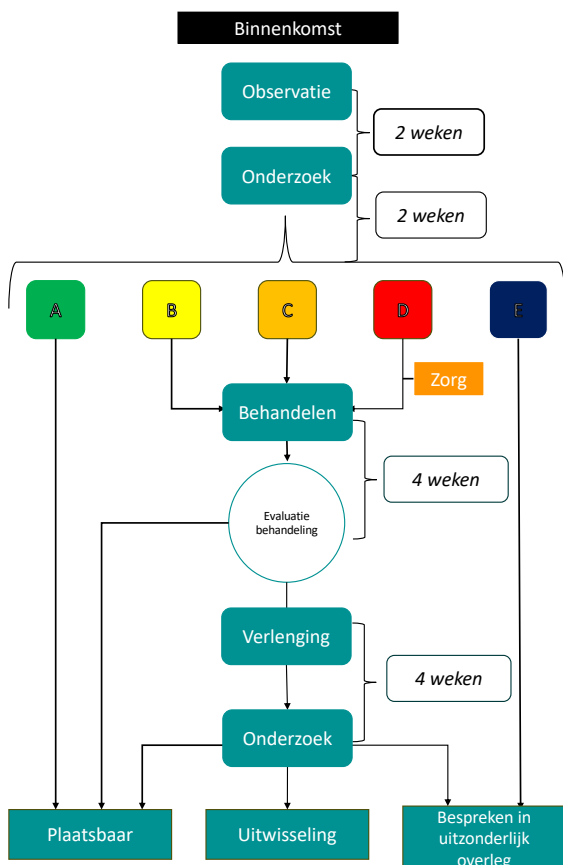 Binnenkomst
Observatie
2 weken
Onderzoek
2 weken
A
B
C
D
E
Zorg
Behandelen
4 weken
Evaluatie
behandeling
Verlenging
4 weken
Onderzoek
Plaatsbaar
Uitwisseling
Bespreken in
uitzonderlijk
overleg